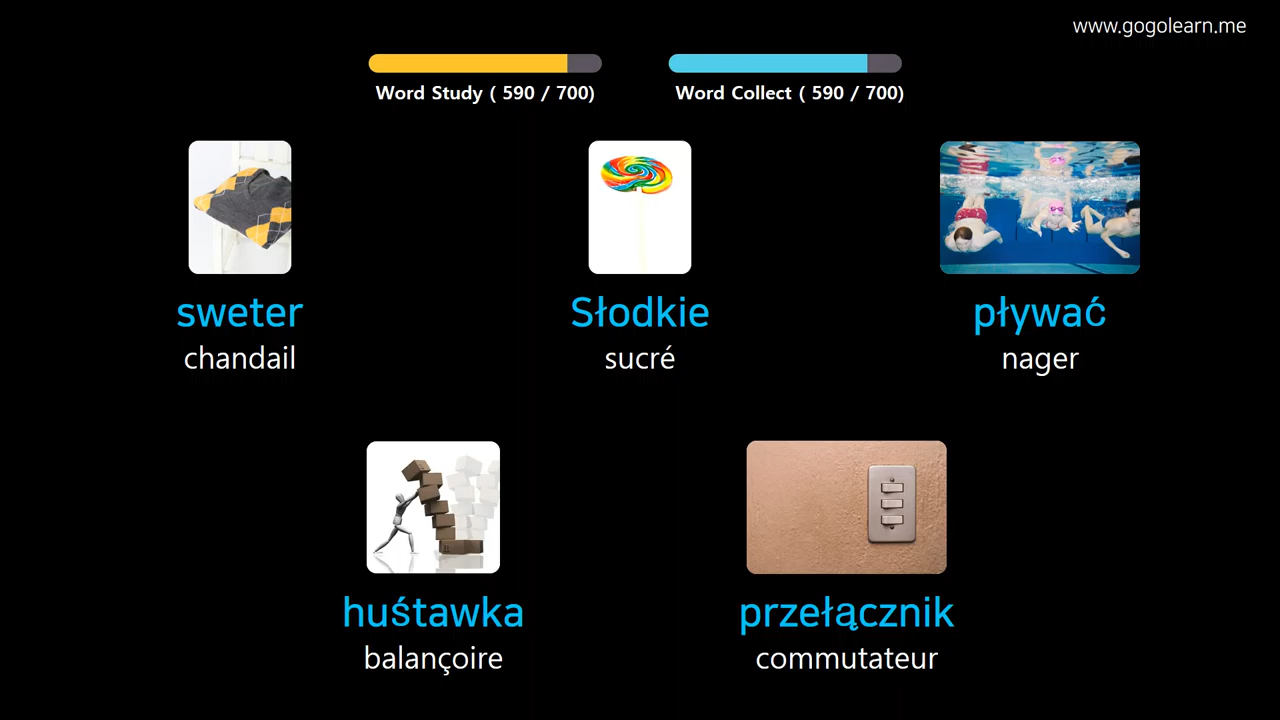 www.gogolearn.me
Word Study ( 590 / 700)
Word Collect ( 590 / 700)
sweter
chandail
Słodkie
sucré
pływać
nager
huśtawka
balançoire
przełącznik
commutateur